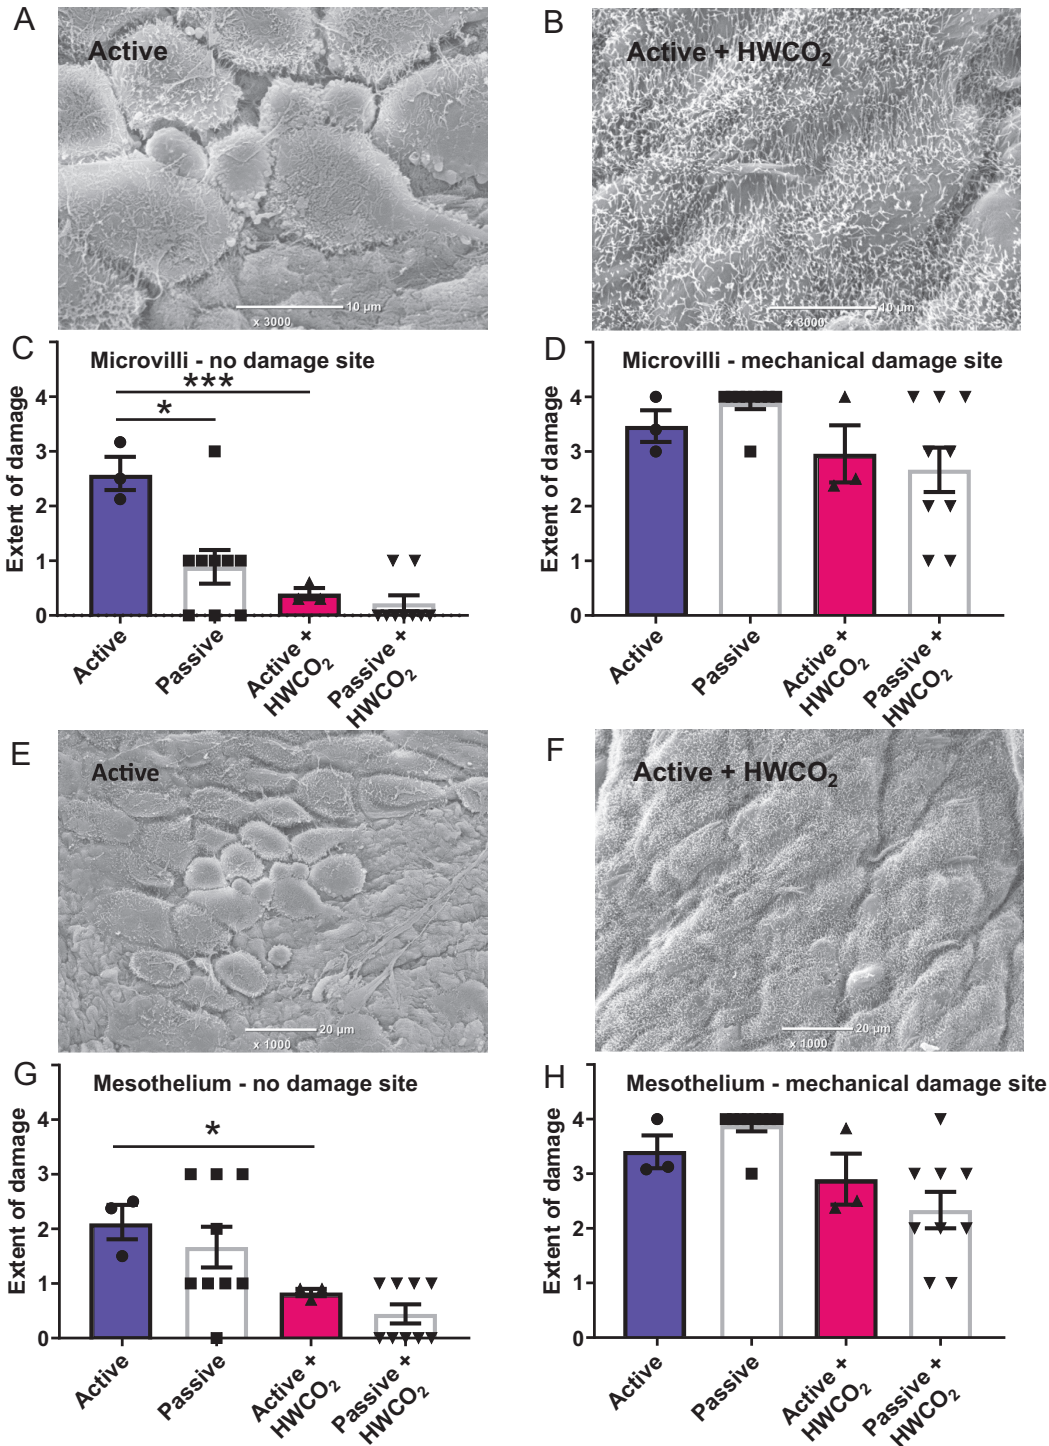 A
Active
10 μm
x 3000
B
Active + HWCO₂
10 μm
x 3000
C
Microvilli - no damage site
***
*
Extent of damage
4
3
2
1
0
Active
Passive
Active +
HWCO₂
Passive +
HWCO₂
D
Microvilli - mechanical damage site
Extent of damage
4
3
2
1
0
Active
Passive
Active +
HWCO₂
Passive +
HWCO₂
E
Active
20 μm
x 1000
F
Active + HWCO₂
20 μm
x 1000
G
Mesothelium - no damage site
*
Extent of damage
4
3
2
1
0
Active
Passive
Active +
HWCO₂
Passive +
HWCO₂
H
Mesothelium - mechanical damage site
Extent of damage
4
3
2
1
0
Active
Passive
Active +
HWCO₂
Passive +
HWCO₂